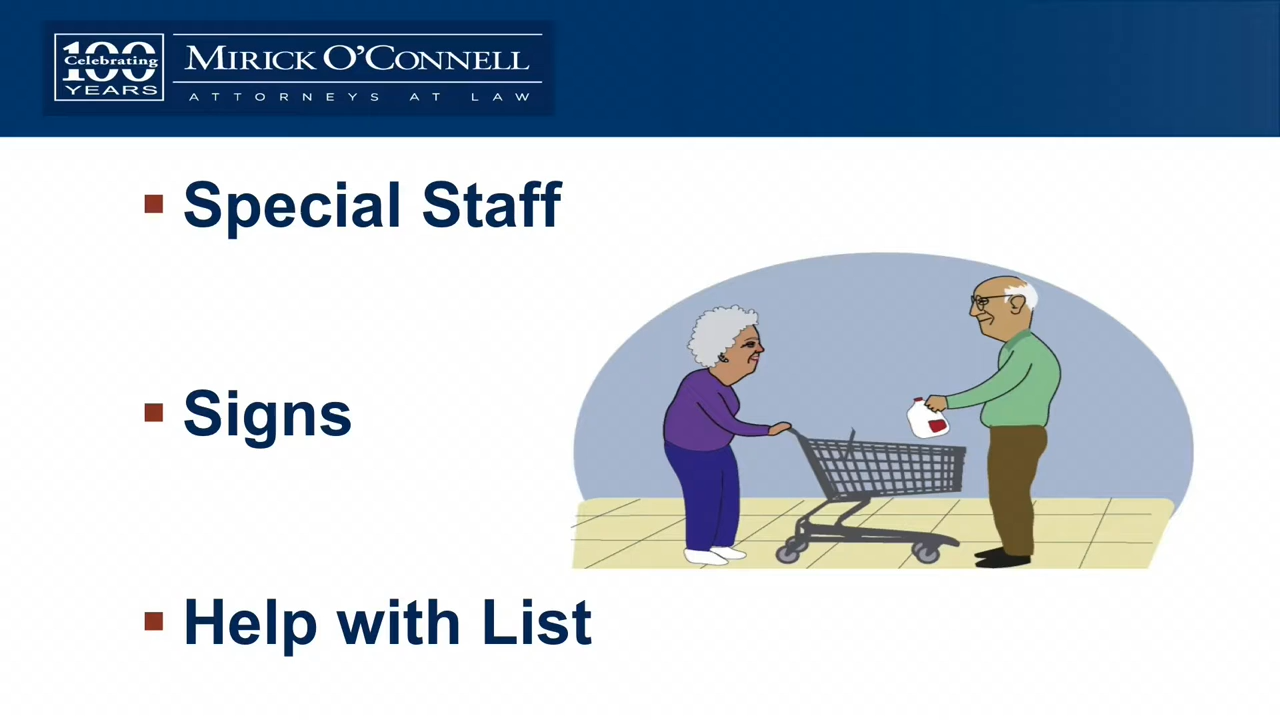 100
Celebrating
YEARS
MIRICK O'CONNELL
ATTORNEYS AT LAW
Special Staff
Signs
Help with List